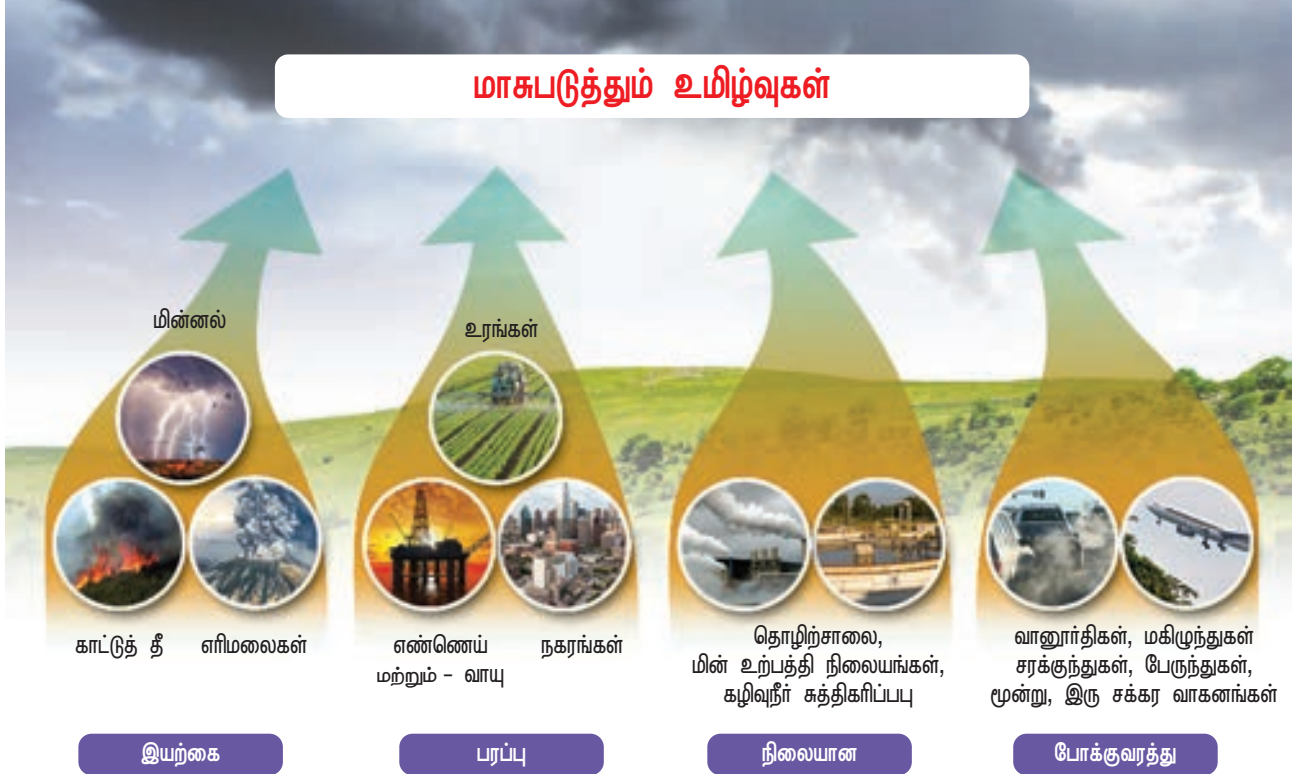 மாசுபடுத்தும் உமிழ்வுகள்
மின்னல்
உரங்கள்
காட்டுத் தீ
எரிமலைகள்
எண்ணெய்
மற்றும் - வாயு
நகரங்கள்
தொழிற்சாலை,
மின் உற்பத்தி நிலையங்கள்,
கழிவுநீர் சுத்திகரிப்பபு
வானூர்திகள், மகிழுந்துகள்
சரக்குந்துகள், பேருந்துகள்,
மூன்று, இரு சக்கர வாகனங்கள்
இயற்கை
பரப்பு
நிலையான
போக்குவரத்து